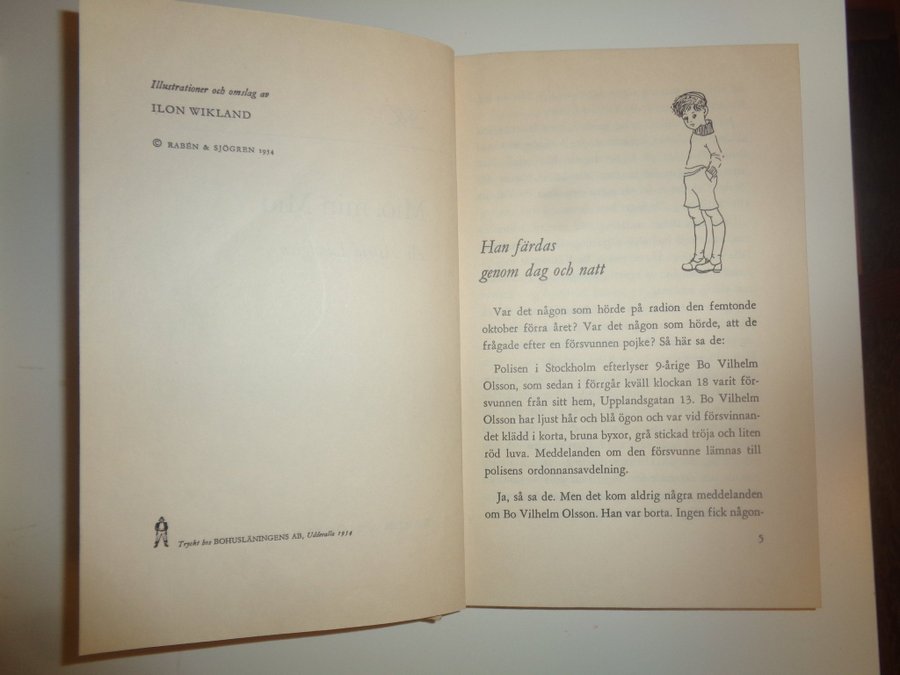 Illustrationer och omslag av
ILON WIKLAND
© RABÉN & SJÖGREN 1954
Tryckt hos BOHUSLÄNINGENS AB, Uddevalla 1954
Han färdas
genom dag och natt
Var det någon som hörde på radion den femtonde
oktober förra året? Var det någon som hörde, att de
frågade efter en försvunnen pojke? Så här sa de:
Polisen i Stockholm efterlyser 9-årige Bo Vilhelm
Olsson, som sedan i förrgår kväll klockan 18 varit för-
svunnen från sitt hem, Upplandsgatan 13. Bo Vilhelm
Olsson har ljust hår och blå ögon och var vid försvinnan-
det klädd i korta, bruna byxor, grå stickad tröja och liten
röd luva. Meddelanden om den försvunne lämnas till
polisens ordonnansavdelning.
Ja, så sa de. Men det kom aldrig några meddelanden
om Bo Vilhelm Olsson. Han var borta. Ingen fick någon-
5